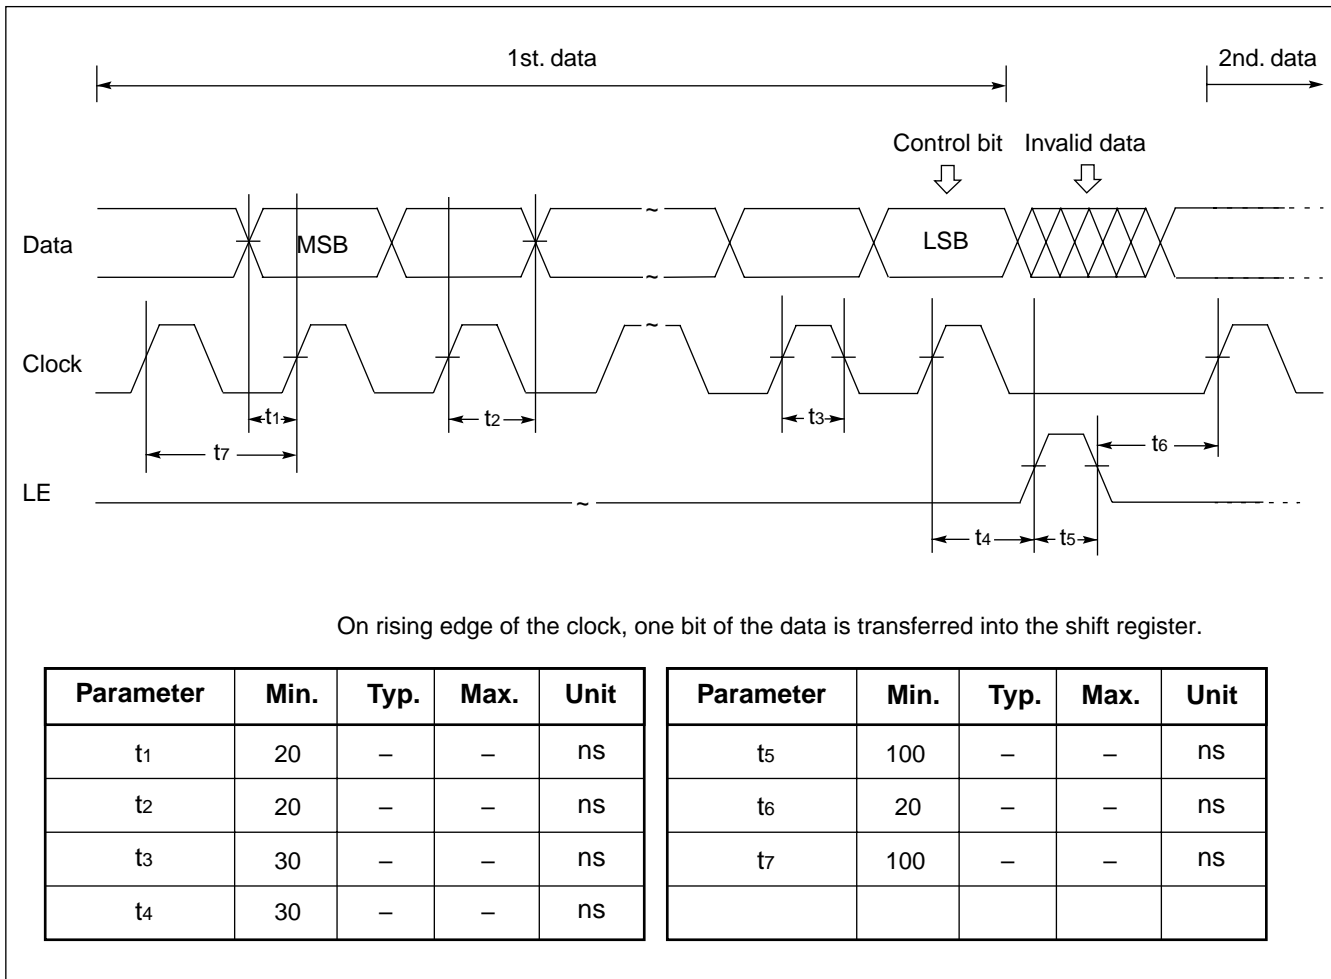 1st. data
2nd. data
Control bit
Invalid data
Data
MSB
LSB
~
~
Clock
~
t1
t2
t3
t7
t6
LE
~
t4
t5
On rising edge of the clock, one bit of the data is transferred into the shift register.
Parameter Min. Typ. Max. Unit
t1 20 – – ns
t2 20 – – ns
t3 30 – – ns
t4 30 – – ns
Parameter Min. Typ. Max. Unit
t5 100 – – ns
t6 20 – – ns
t7 100 – – ns